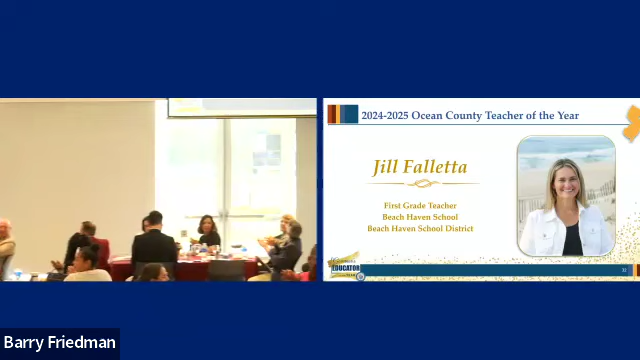 2024-2025 Ocean County Teacher of the Year
Jill Falletta
First Grade Teacher
Beach Haven School
Beach Haven School District
EDUCATOR
Barry Friedman